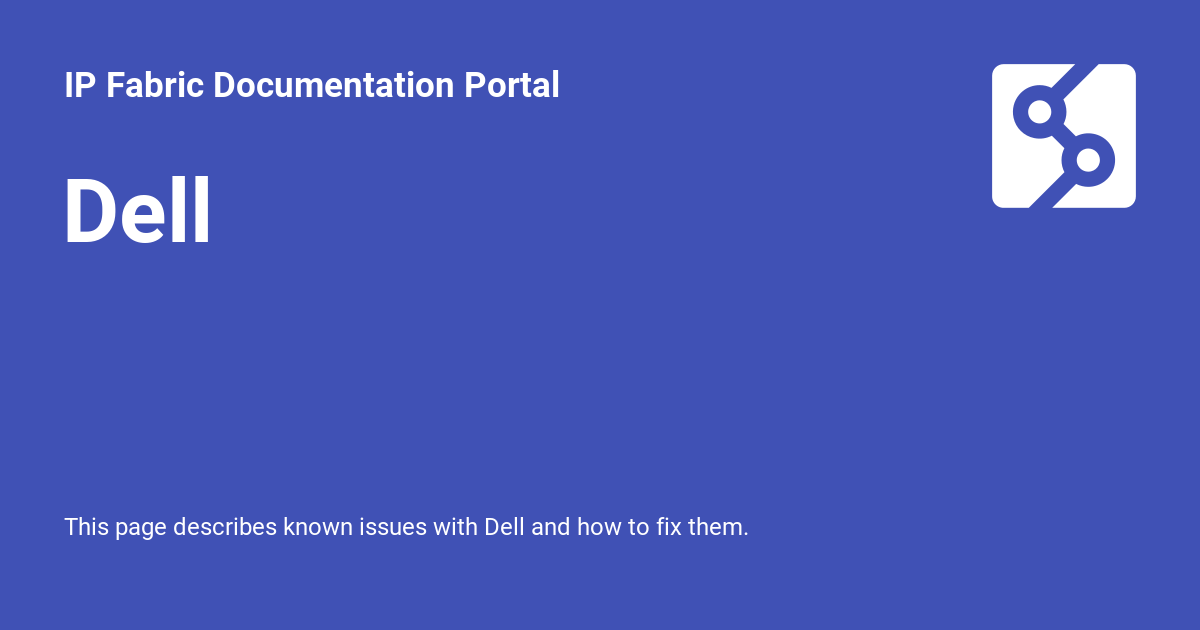 IP Fabric Documentation Portal
Dell
This page describes known issues with Dell and how to fix them.